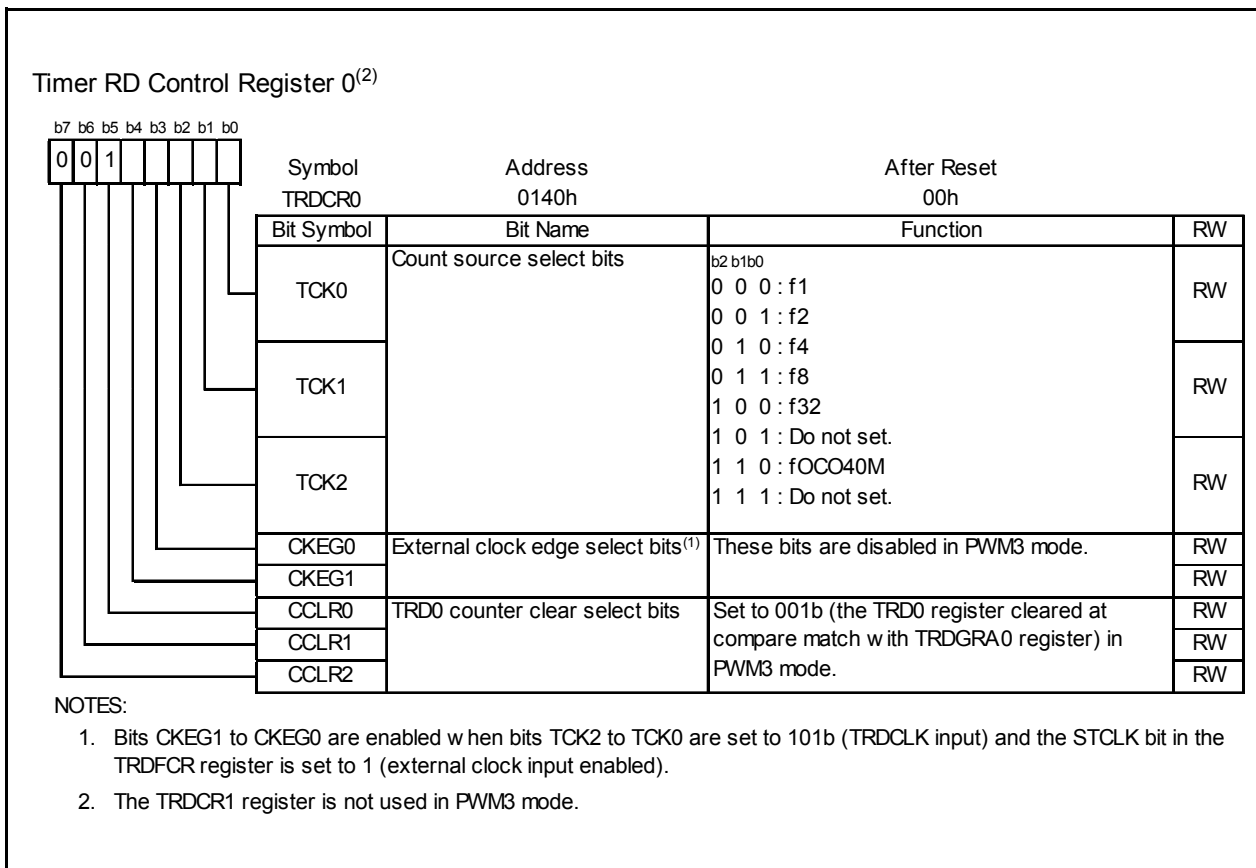 Timer RD Control Register 0(2)
b7 b6 b5 b4 b3 b2 b1 b0
0 0 1
Symbol Address After Reset
TRDCR0 0140h 00h
Bit Symbol Bit Name Function RW
TCK0 Count source select bits b2 b1 b0 RW
0 0 0 : f1
0 0 1 : f2
TCK1 0 1 0 : f4 RW
0 1 1 : f8
1 0 0 : f32
TCK2 1 0 1 : Do not set. RW
1 1 0 : fOCO40M
1 1 1 : Do not set.
CKEG0 External clock edge select bits(1) These bits are disabled in PWM3 mode. RW
CKEG1 RW
CCLR0 TRD0 counter clear select bits Set to 001b (the TRD0 register cleared at RW
CCLR1 compare match with TRDGRA0 register) in RW
CCLR2 PWM3 mode. RW
NOTES:
1. Bits CKEG1 to CKEG0 are enabled when bits TCK2 to TCK0 are set to 101b (TRDCLK input) and the STCLK bit in the
TRDFCR register is set to 1 (external clock input enabled).
2. The TRDCR1 register is not used in PWM3 mode.